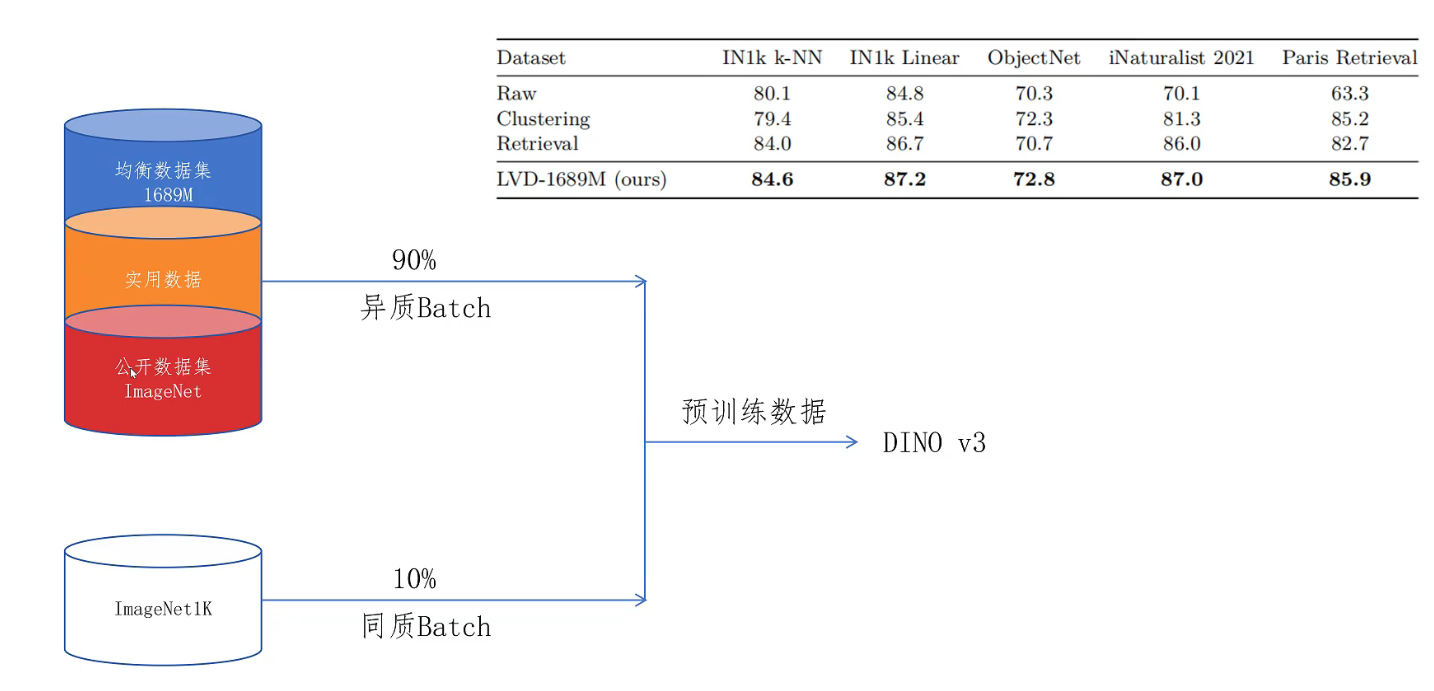 Dataset IN1k k-NN IN1k Linear ObjectNet iNaturalist 2021 Paris Retrieval
Raw 80.1 84.8 70.3 70.1 63.3
Clustering 79.4 85.4 72.3 81.3 85.2
Retrieval 84.0 86.7 70.7 86.0 82.7
LVD-1689M (ours) 84.6 87.2 72.8 87.0 85.9
均衡数据集
1689M
实用数据
公开数据集
ImageNet
90%
异质Batch
预训练数据
DINO v3
ImageNet1K
10%
同质Batch